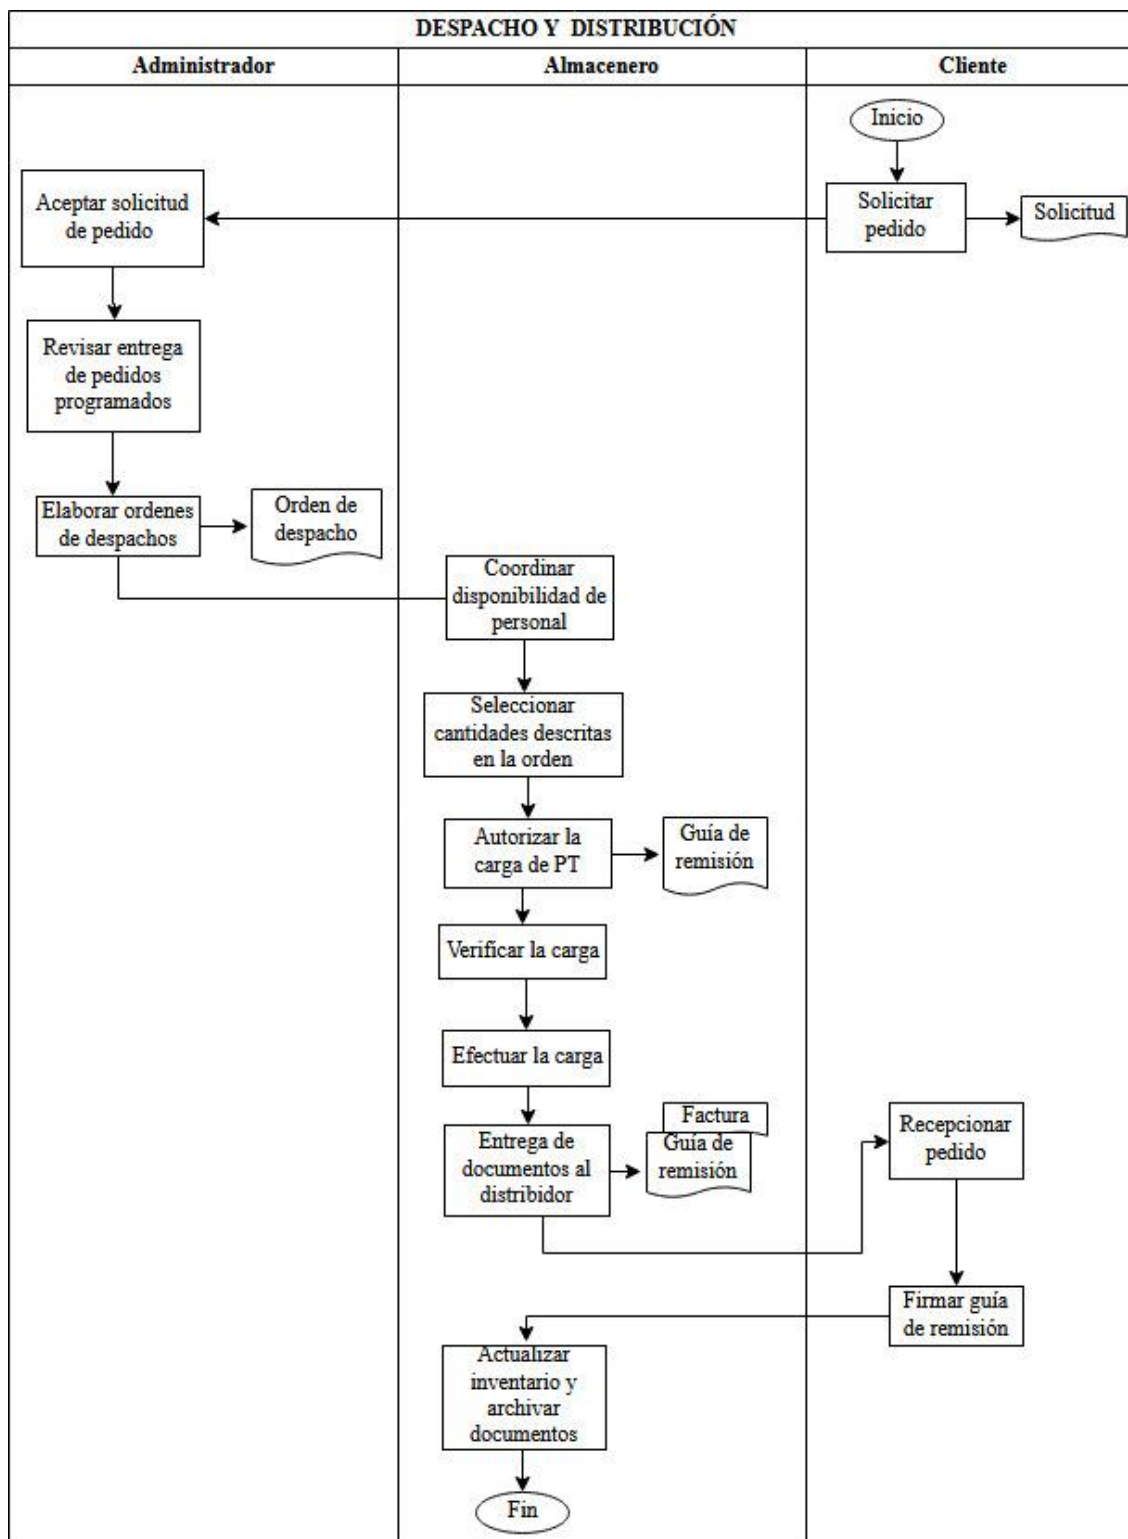 DESPACHO Y DISTRIBUCIÓN
Administrador
Almacenero
Cliente
Inicio
Aceptar solicitud
de pedido
Solicitar
pedido
Solicitud
Revisar entrega
de pedidos
programados
Elaborar ordenes
de despachos
Orden de
despacho
Coordinar
disponibilidad de
personal
Seleccionar
cantidades descritas
en la orden
Autorizar la
carga de PT
Guía de
remisión
Verificar la carga
Efectuar la carga
Entrega de
documentos al
distribidor
Factura
Guía de
remisión
Recepcionar
pedido
Firmar guía
de remisión
Actualizar
inventario y
archivar
documentos
Fin